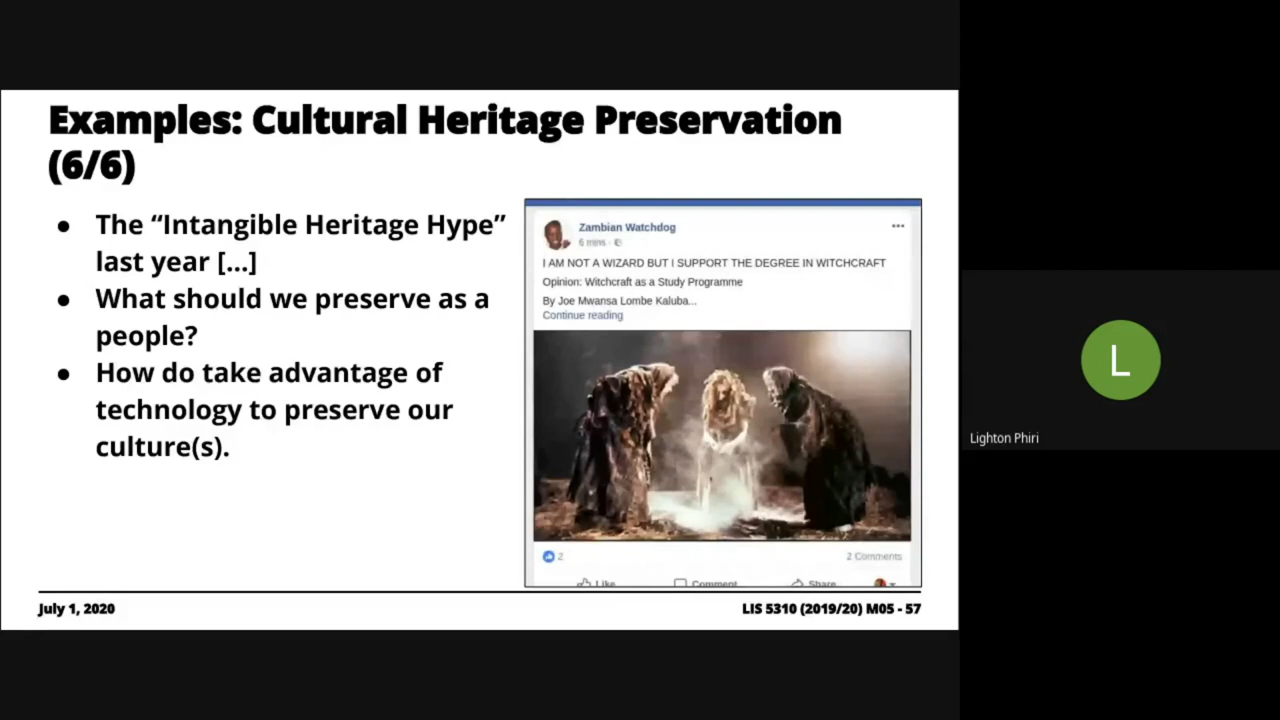 Examples: Cultural Heritage Preservation
(6/6)
● The “Intangible Heritage Hype”
last year [...]
● What should we preserve as a
people?
● How do take advantage of
technology to preserve our
culture(s).
Zambian Watchdog
6 mins ·
I AM NOT A WIZARD BUT I SUPPORT THE DEGREE IN WITCHCRAFT
Opinion: Witchcraft as a Study Programme
By Joe Mwansa Lombe Kaluba...
Continue reading
2
2 Comments
Like
Comment
Share
July 1, 2020
LIS 5310 (2019/20) M05 - 57
L
Lighton Phiri